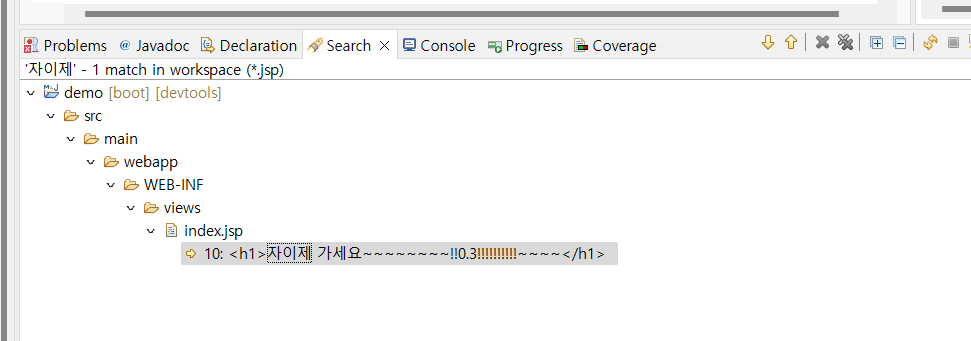 Problems @ Javadoc Declaration Search Console Progress Coverage
'자이제' - 1 match in workspace (*.jsp)
demo [boot] [devtools]
src
main
webapp
WEB-INF
views
index.jsp
10: <h1>자이제 가세요~~~~~~~~!!0.3!!!!!!!!!!~~~~</h1>